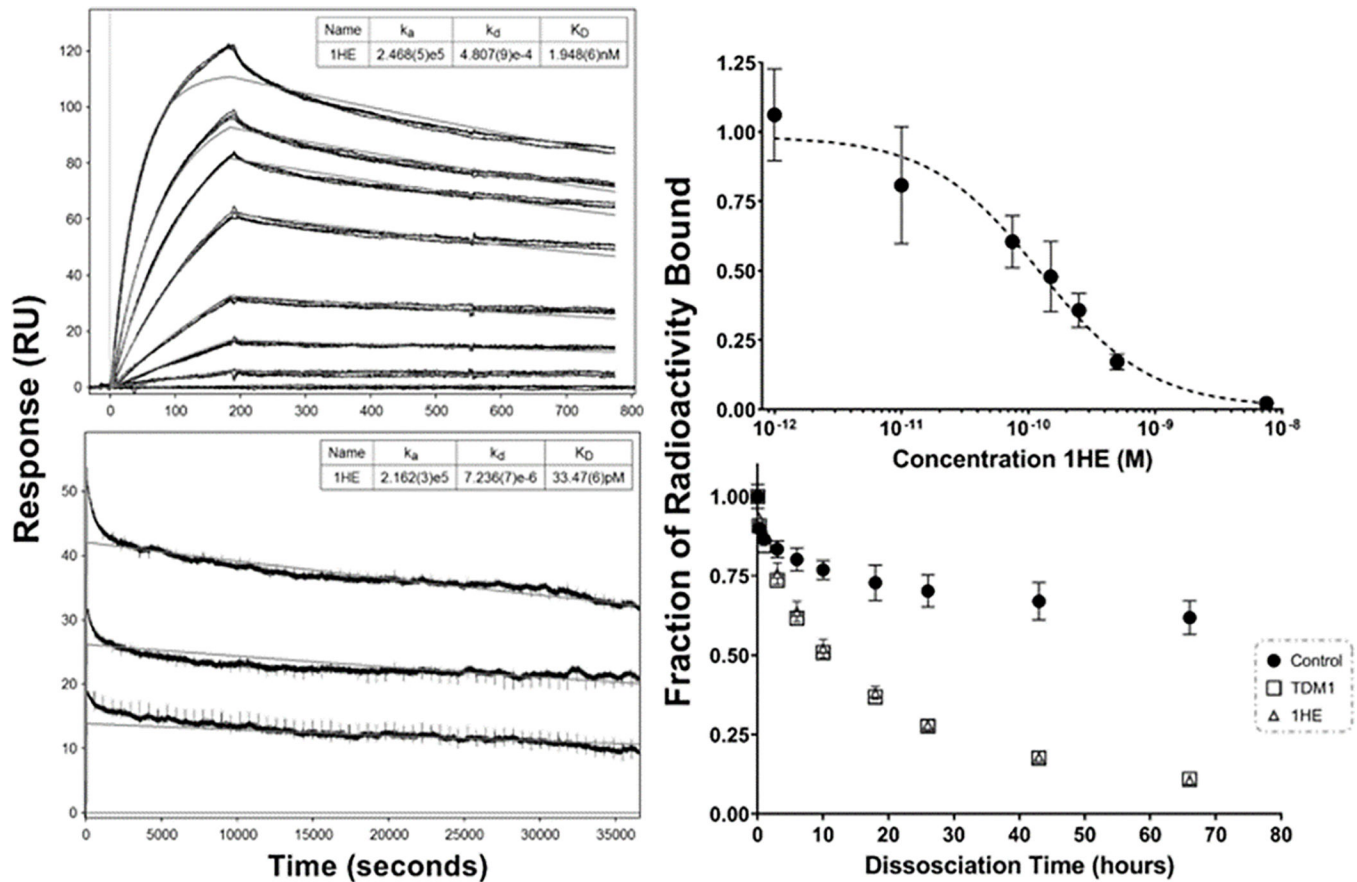 Name ka kd KD
1HE 2.468(5)e5 4.807(9)e-4 1.948(6)nM
120
100
80
60
40
20
0
0 100 200 300 400 500 600 700 800
Response (RU)
Name ka kd KD
1HE 2.162(3)e5 7.236(7)e-6 33.47(6)pM
50
40
30
20
10
0
0 5000 10000 15000 20000 25000 30000 35000
Time (seconds)
Fraction of Radioactivity Bound
1.25
1.00
0.75
0.50
0.25
0.00
10-12 10-11 10-10 10-9 10-8
Concentration 1HE (M)
1.00
0.75
0.50
0.25
0.00
Control
TDM1
1HE
0 10 20 30 40 50 60 70 80
Dissosciation Time (hours)